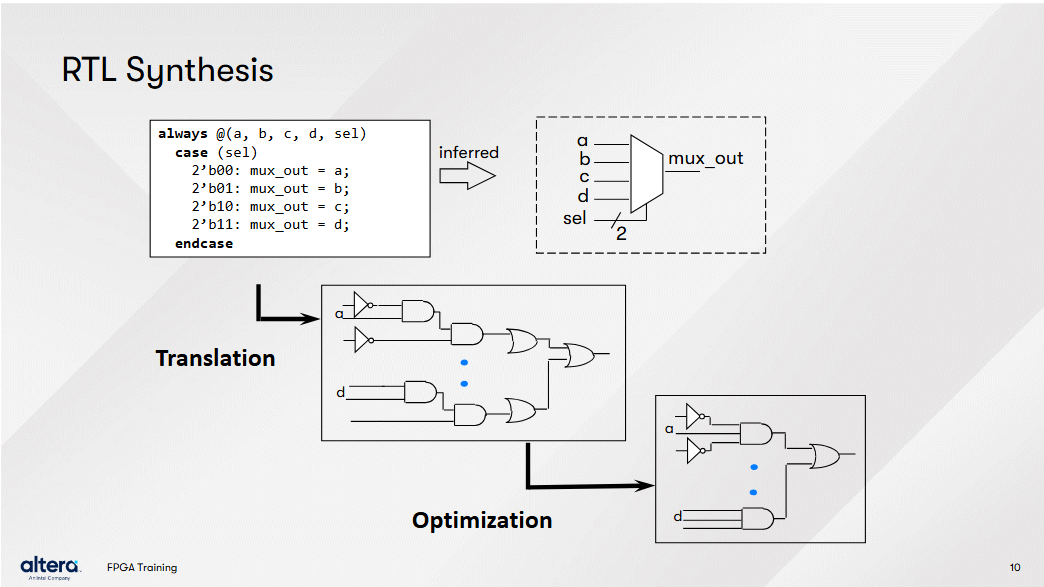 RTL Synthesis
always @(a, b, c, d, sel)
case (sel)
2’b00: mux_out = a;
2’b01: mux_out = b;
2’b10: mux_out = c;
2’b11: mux_out = d;
endcase
inferred
a
b
c
d
sel
2
mux_out
Translation
a
d
Optimization
a
d
altera.
An Intel Company
FPGA Training
10